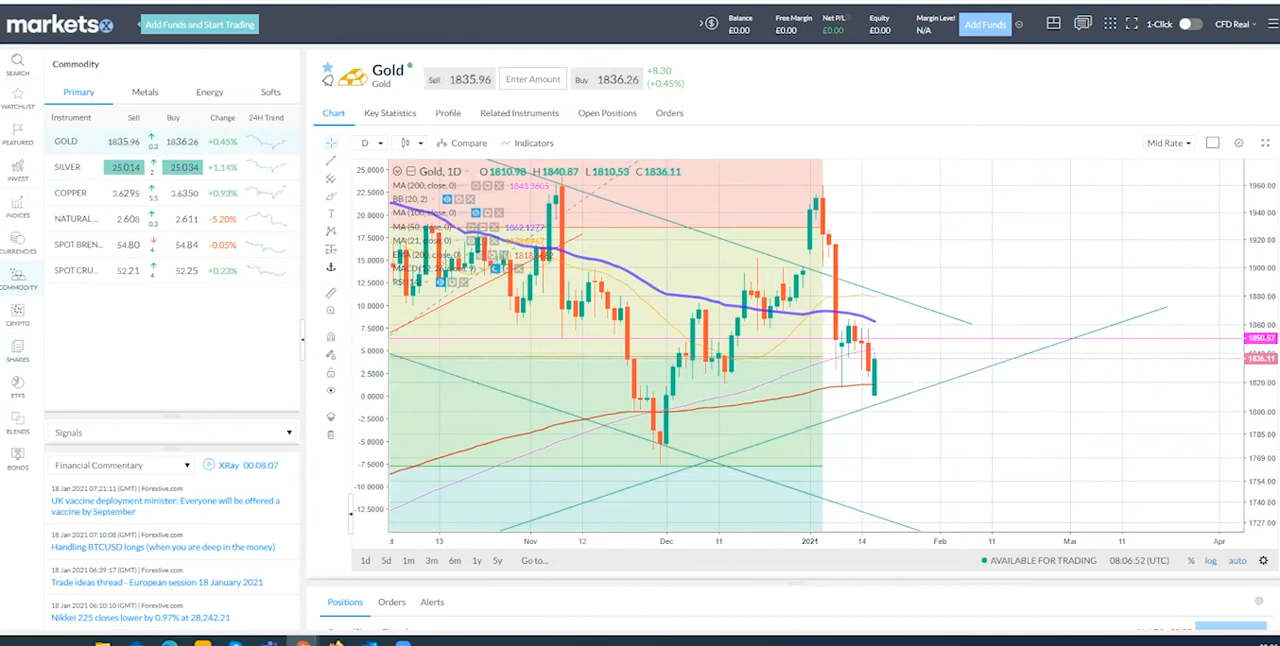 markets x
Add Funds and Start Trading
Balance £0.00
Free Margin £0.00
Net P/L £0.00
Equity £0.00
Margin Level N/A
Add Funds
1-Click
CFD Real
SEARCH
WATCHLIST
FEATURED
INVEST
INDICES
CURRENCIES
COMMODITY
CRYPTO
SHARES
ETFS
BLENDS
BONDS
Commodity
Primary Metals Energy Softs
Instrument Sell Buy Change 24H Trend
GOLD 1835.96 0.3 1836.26 +0.45%
SILVER 25.014 2 25.034 +1.14%
COPPER 3.6295 5.5 3.6350 +0.93%
NATURAL ... 2.608 0.3 2.611 -5.20%
SPOT BREN... 54.80 4 54.84 -0.05%
SPOT CRU... 52.21 4 52.25 +0.23%
Signals
Financial Commentary XRay 00:08:07
18 Jan 2021 07:21:11 (GMT) | Forexlive.com
UK vaccine deployment minister: Everyone will be offered a
vaccine by September
18 Jan 2021 07:10:08 (GMT) | Forexlive.com
Handling BTCUSD longs (when you are deep in the money)
18 Jan 2021 06:39:17 (GMT) | Forexlive.com
Trade ideas thread - European session 18 January 2021
18 Jan 2021 06:10:10 (GMT) | Forexlive.com
Nikkei 225 closes lower by 0.97% at 28,242.21
Gold
Gold
Sell 1835.96
Enter Amount
Buy 1836.26
+8.30
(+0.45%)
Chart Key Statistics Profile Related Instruments Open Positions Orders
D Compare Indicators Mid Rate
Gold, 1D O 1810.98 H 1840.87 L 1810.53 C 1836.11
MA (200, close, 0) 1843.3605
BB (20, 2)
MA (100, close, 0)
MA (50, close, 0) 1862.1277
MA (21, close, 0)
EMA (200, close, 0)
25.0000
22.5000
20.0000
17.5000
15.0000
12.5000
10.0000
7.5000
5.0000
2.5000
0.0000
-2.5000
-5.0000
-7.5000
-10.0000
-12.5000
1960.00
1940.00
1920.00
1900.00
1880.00
1860.00
1850.57
1836.11
1820.00
1800.00
1785.00
1769.00
1754.00
1740.00
1727.00
13 Nov 12 Dec 11 2021 14 Feb 11 Mar 11 Apr
1d 5d 1m 3m 6m 1y 5y Go to...
AVAILABLE FOR TRADING 08:06:52 (UTC) % log auto
Positions Orders Alerts